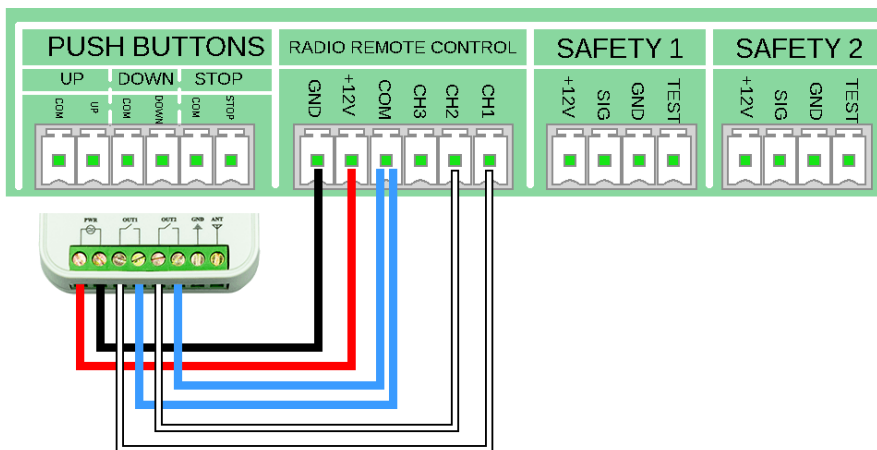 PUSH BUTTONS
UP DOWN STOP
COM UP COM DOWN COM STOP
RADIO REMOTE CONTROL
GND +12V COM CH3 CH2 CH1
SAFETY 1
+12V SIG GND TEST
SAFETY 2
+12V SIG GND TEST
PWR OUT1 OUT2 GND ANT